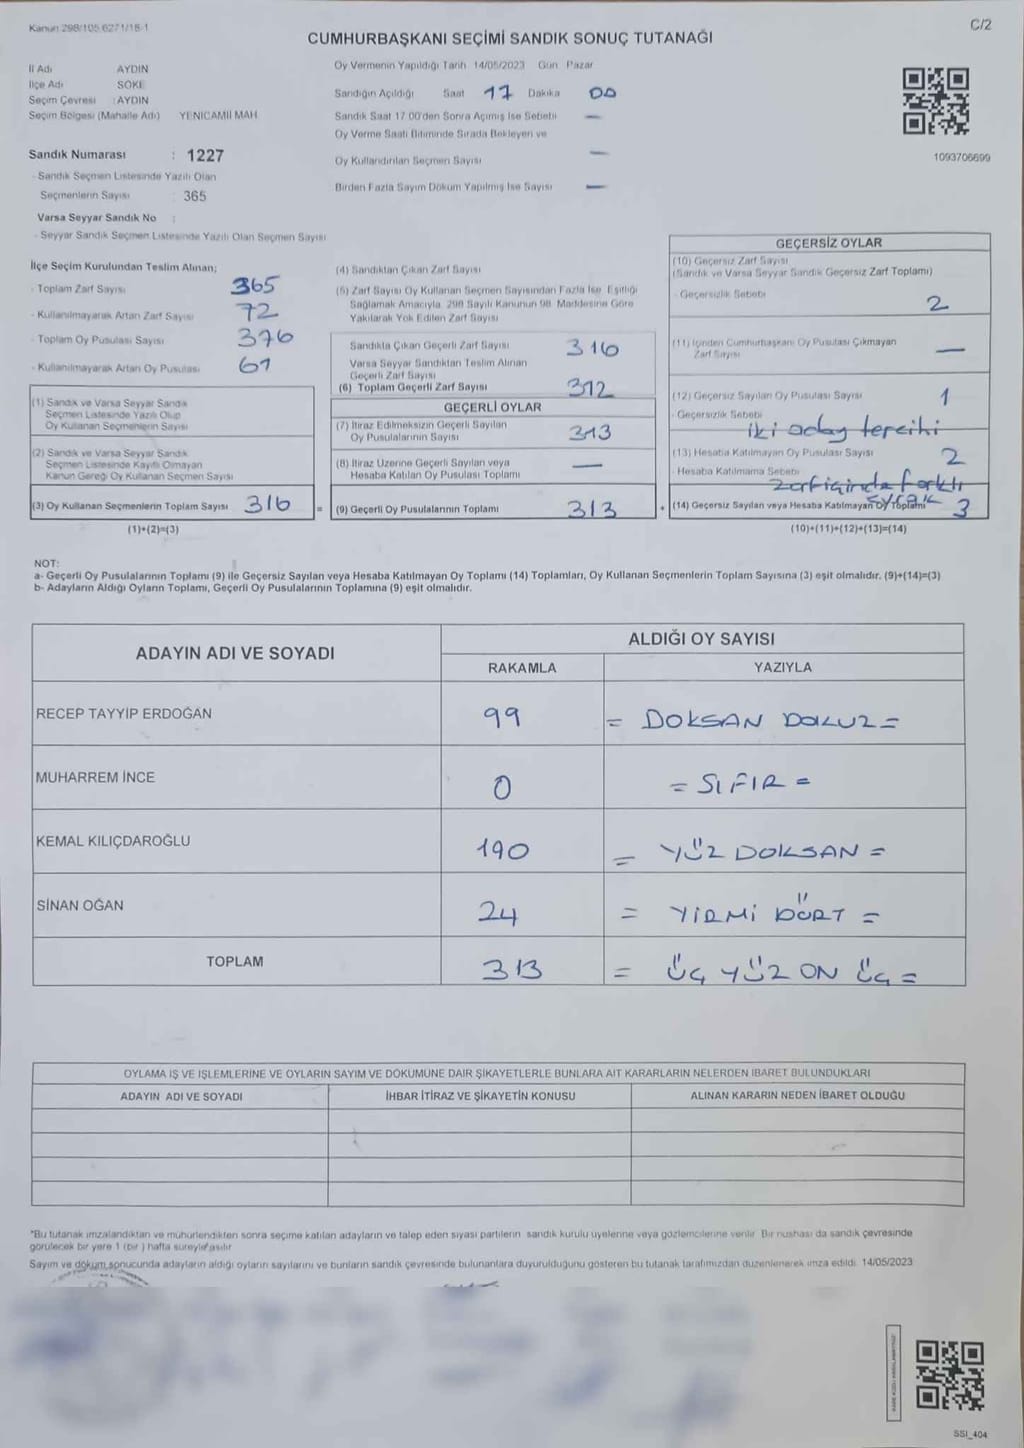 Kanun 298/105 6271/18-1
C/2
CUMHURBAŞKANI SEÇİMİ SANDIK SONUÇ TUTANAĞI
İl Adı AYDIN
İlçe Adı SÖKE
Seçim Çevresi : AYDIN
Seçim Bölgesi (Mahalle Adı) YENİCAMİİ MAH
Sandık Numarası : 1227
- Sandık Seçmen Listesinde Yazılı Olan
Seçmenlerin Sayısı : 365
Varsa Seyyar Sandık No :
- Seyyar Sandık Seçmen Listesinde Yazılı Olan Seçmen Sayısı
Oy Vermenin Yapıldığı Tarih 14/05/2023 Gün Pazar
Sandığın Açıldığı Saat 17 Dakika 00
Sandık Saat 17 00'den Sonra Açımış İse Sebebi —
Oy Verme Saati Bitiminde Sırada Bekleyen ve
Oy Kullandırılan Seçmen Sayısı —
Birden Fazla Sayım Döküm Yapılmış İse Sayısı —
1093706699
İlçe Seçim Kurulundan Teslim Alınan;
- Toplam Zarf Sayısı 365
- Kullanılmayarak Artan Zarf Sayısı 72
- Toplam Oy Pusulası Sayısı 376
- Kullanılmayarak Artan Oy Pusulası 61
(1) Sandık ve Varsa Seyyar Sandık
Seçmen Listesinde Yazılı Olup
Oy Kullanan Seçmenlerin Sayısı
(2) Sandık ve Varsa Seyyar Sandık
Seçmen Listesinde Kayıtlı Olmayan
Kanun Gereği Oy Kullanan Seçmen Sayısı
(3) Oy Kullanan Seçmenlerin Toplam Sayısı 316
(1)+(2)=(3)
=
(4) Sandıktan Çıkan Zarf Sayısı
(5) Zarf Sayısı Oy Kullanan Seçmen Sayısından Fazla İse, Eşitliği
Sağlamak Amacıyla, 298 Sayılı Kanunun 98. Maddesine Göre
Yakılarak Yok Edilen Zarf Sayısı
Sandıkta Çıkan Geçerli Zarf Sayısı 316
Varsa Seyyar Sandıktan Teslim Alınan
Geçerli Zarf Sayısı
(6) Toplam Geçerli Zarf Sayısı 312
GEÇERLİ OYLAR
(7) İtiraz Edilmeksizin Geçerli Sayılan
Oy Pusulalarının Sayısı 313
(8) İtiraz Üzerine Geçerli Sayılan veya
Hesaba Katılan Oy Pusulası Toplamı —
(9) Geçerli Oy Pusulalarının Toplamı 313
+
GEÇERSİZ OYLAR
(10) Geçersiz Zarf Sayısı
(Sandık ve Varsa Seyyar Sandık Geçersiz Zarf Toplamı)
- Geçersizlik Sebebi 2
(11) İçinden Cumhurbaşkanı Oy Pusulası Çıkmayan
Zarf Sayısı —
(12) Geçersiz Sayılan Oy Pusulası Sayısı 1
- Geçersizlik Sebebi
iki aday tercihi
(13) Hesaba Katılmayan Oy Pusulası Sayısı 2
- Hesaba Katılmama Sebebi
zarf içinde farklı
(14) Geçersiz Sayılan veya Hesaba Katılmayan Oy Toplamı 3
(10)+(11)+(12)+(13)=(14)
NOT:
a- Geçerli Oy Pusulalarının Toplamı (9) ile Geçersiz Sayılan veya Hesaba Katılmayan Oy Toplamı (14) Toplamları, Oy Kullanan Seçmenlerin Toplam Sayısına (3) eşit olmalıdır. (9)+(14)=(3)
b- Adayların Aldığı Oyların Toplamı, Geçerli Oy Pusulalarının Toplamına (9) eşit olmalıdır.
ADAYIN ADI VE SOYADI
ALDIĞI OY SAYISI
RAKAMLA YAZIYLA
RECEP TAYYİP ERDOĞAN 99 = DOKSAN DOKUZ =
MUHARREM İNCE 0 = SIFIR =
KEMAL KILIÇDAROĞLU 190 = YÜZ DOKSAN =
SİNAN OĞAN 24 = YİRMİ DÖRT =
TOPLAM 313 = ÜÇ YÜZ ON ÜÇ =
OYLAMA İŞ VE İŞLEMLERİNE VE OYLARIN SAYIM VE DÖKÜMÜNE DAİR ŞİKAYETLERLE BUNLARA AİT KARARLARIN NELERDEN İBARET BULUNDUKLARI
ADAYIN ADI VE SOYADI İHBAR İTİRAZ VE ŞİKAYETİN KONUSU ALINAN KARARIN NEDEN İBARET OLDUĞU
*Bu tutanak imzalandıktan ve mühürlendikten sonra seçime katılan adayların ve talep eden siyasi partilerin sandık kurulu üyelerine veya gözlemcilerine verilir. Bir nüshası da sandık çevresinde
görülecek bir yere 1 (bir ) hafta süreyle asılır
Sayım ve döküm sonucunda adayların aldığı oyların sayılarını ve bunların sandık çevresinde bulunanlara duyurulduğunu gösteren bu tutanak tarafımızdan düzenlenerek imza edildi. 14/05/2023
SSI_404